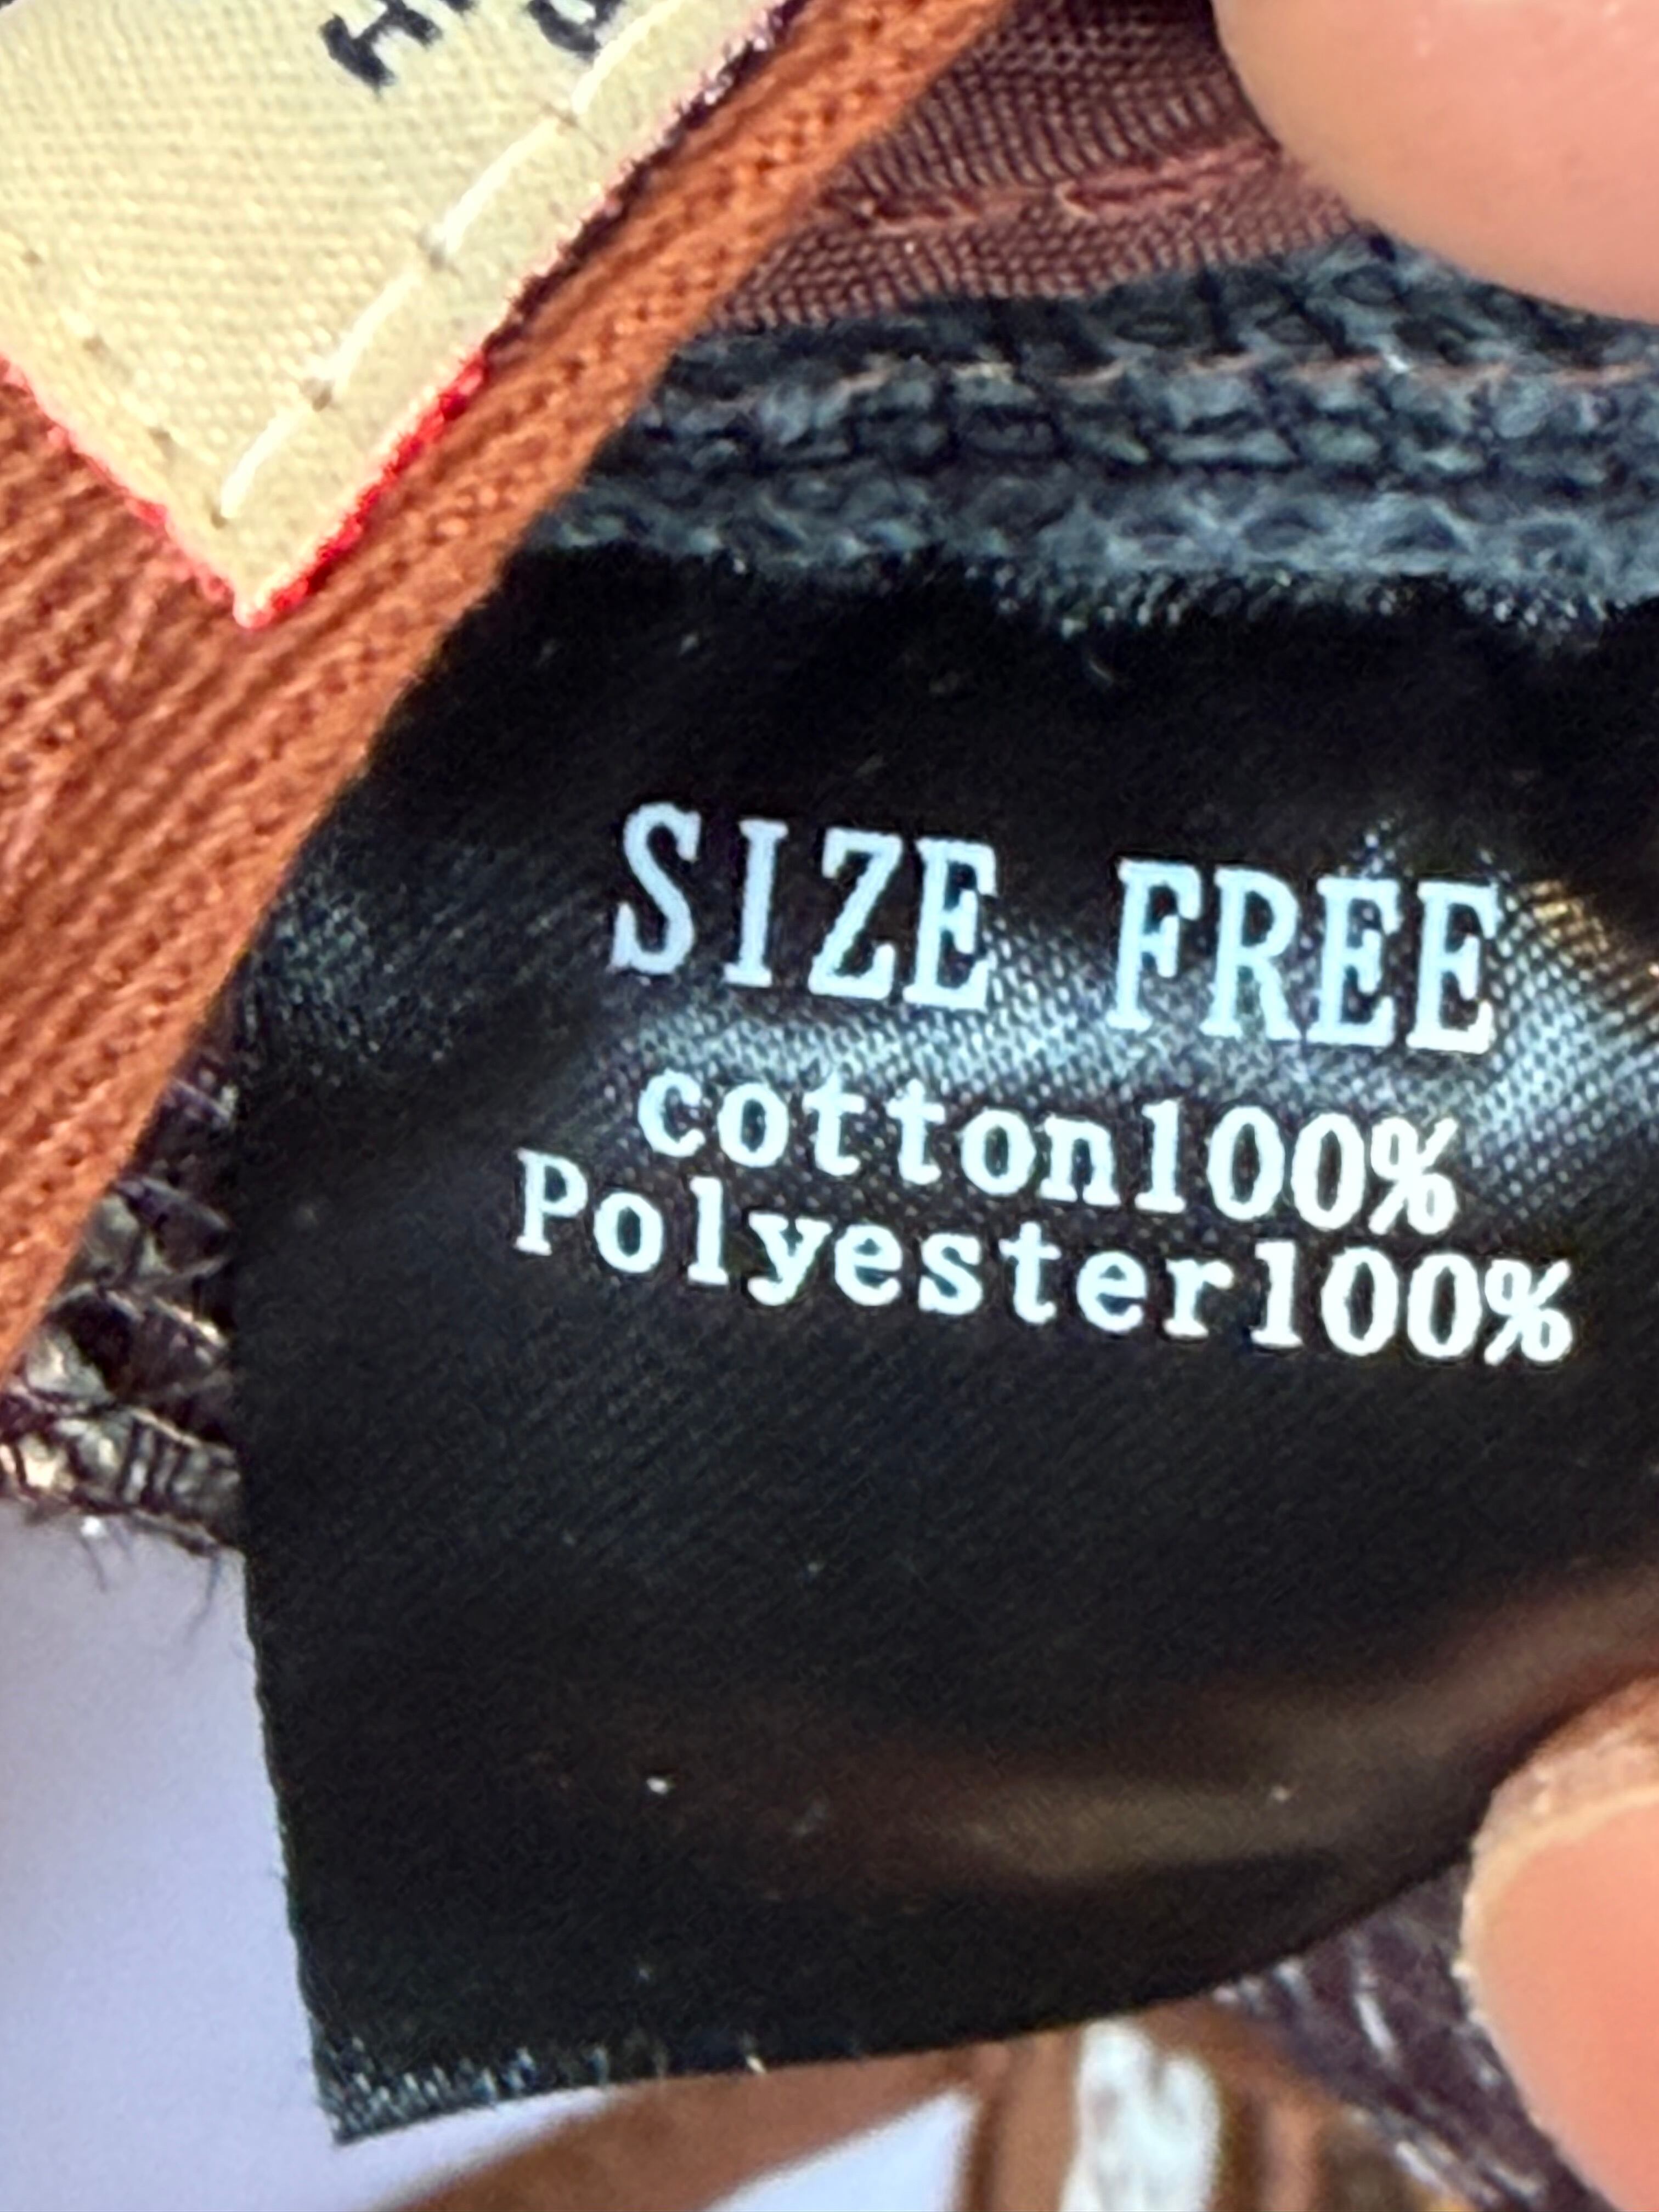 SIZE FREE
cotton100%
Polyester100%